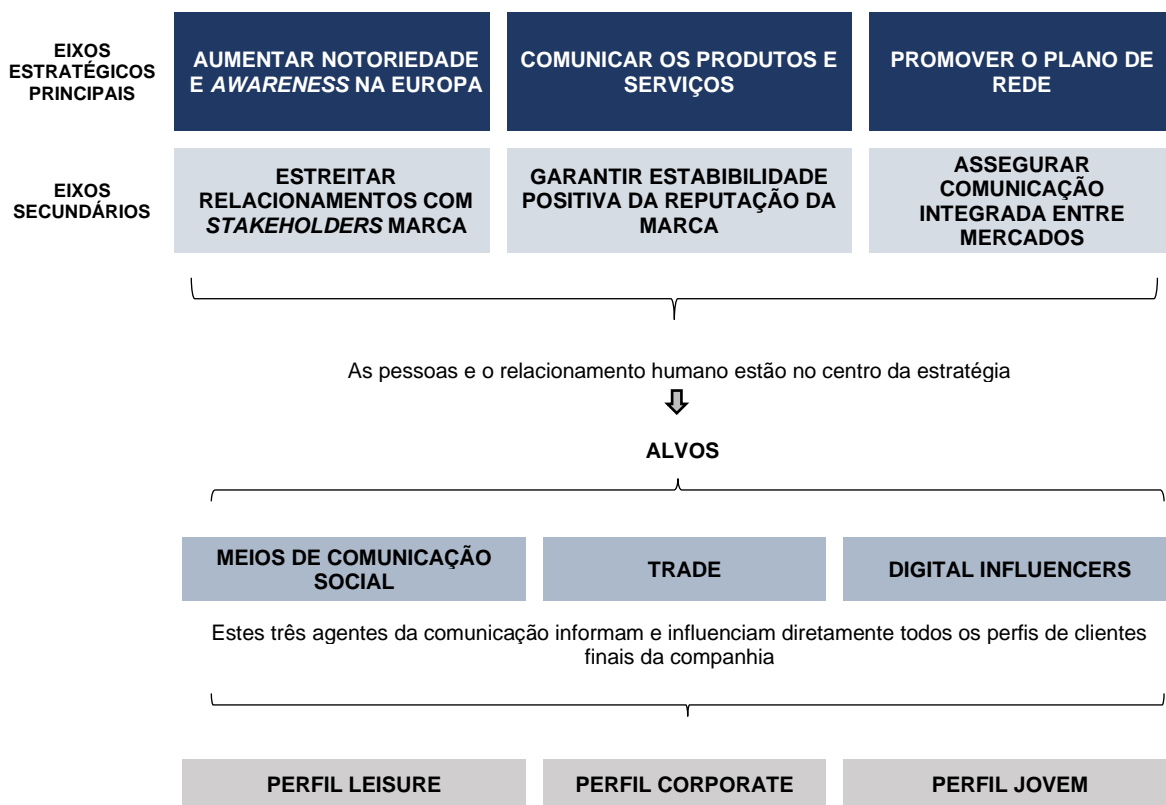 EIXOS
ESTRATÉGICOS
PRINCIPAIS
AUMENTAR NOTORIEDADE
E AWARENESS NA EUROPA
COMUNICAR OS PRODUTOS E
SERVIÇOS
PROMOVER O PLANO DE
REDE
EIXOS
SECUNDÁRIOS
ESTREITAR
RELACIONAMENTOS COM
STAKEHOLDERS MARCA
GARANTIR ESTABIBILIDADE
POSITIVA DA REPUTAÇÃO DA
MARCA
ASSEGURAR
COMUNICAÇÃO
INTEGRADA ENTRE
MERCADOS
As pessoas e o relacionamento humano estão no centro da estratégia
ALVOS
MEIOS DE COMUNICAÇÃO
SOCIAL
TRADE
DIGITAL INFLUENCERS
Estes três agentes da comunicação informam e influenciam diretamente todos os perfis de clientes
finais da companhia
PERFIL LEISURE
PERFIL CORPORATE
PERFIL JOVEM